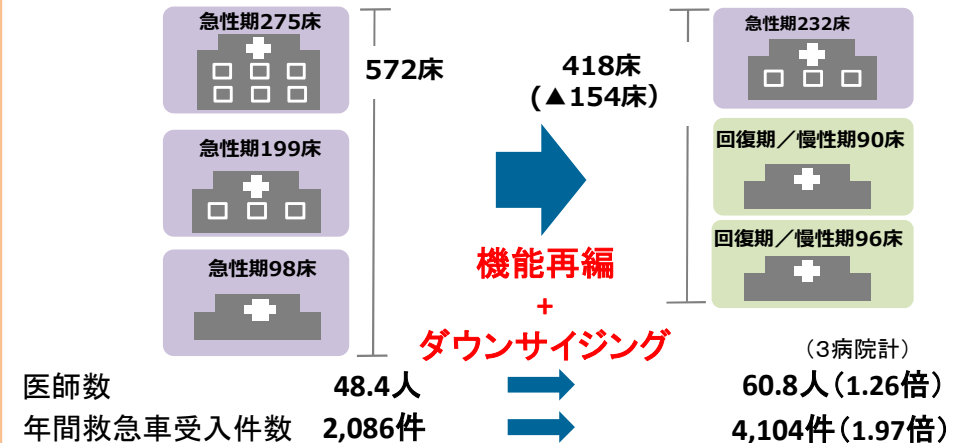 急性期275床
572床
急性期199床
急性期98床
418床
(▲154床)
機能再編
+
ダウンサイジング
急性期232床
回復期／慢性期90床
回復期／慢性期96床
（3病院計）
医師数 48.4人 60.8人（1.26倍）
年間救急車受入件数 2,086件 4,104件（1.97倍）